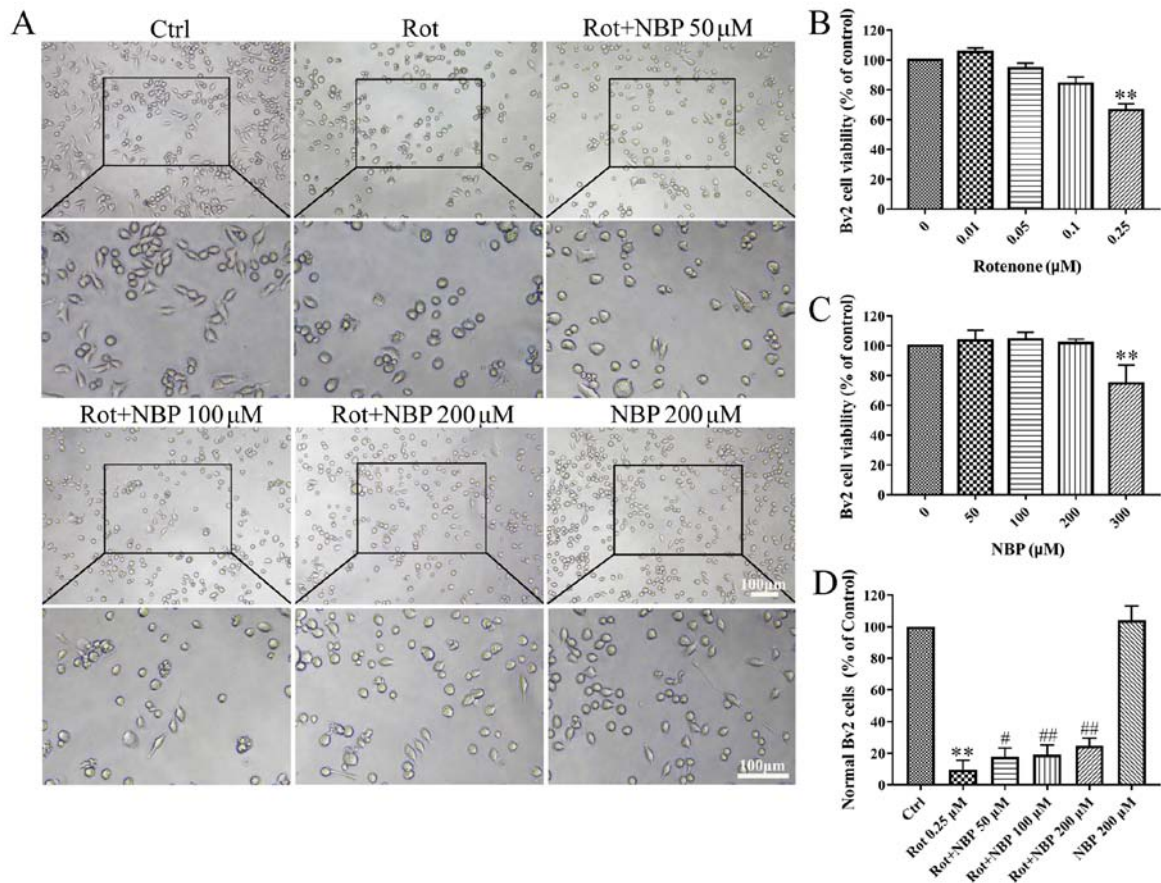 A
Ctrl
Rot
Rot+NBP 50 μM
Rot+NBP 100 μM
Rot+NBP 200 μM
NBP 200 μM
100μm
100μm
B
Bv2 cell viability (% of control)
120
100
80
60
40
20
0
**
0
0.01
0.05
0.1
0.25
Rotenone (μM)
C
Bv2 cell viability (% of control)
120
100
80
60
40
20
0
**
0
50
100
200
300
NBP (μM)
D
Normal Bv2 cells (% of Control)
120
100
80
60
40
20
0
**
#
##
##
Ctrl
Rot 0.25 μM
Rot+NBP 50 μM
Rot+NBP 100 μM
Rot+NBP 200 μM
NBP 200 μM